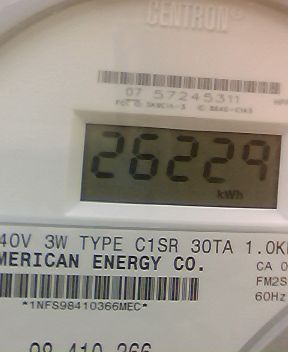 CENTRON®
07 57245311
26229
kWh
40V 3W TYPE C1SR 30TA 1.0K
MERICAN ENERGY CO.
CA 0
FM2S
60Hz
*1NFS98410366MEC*
98 410 366